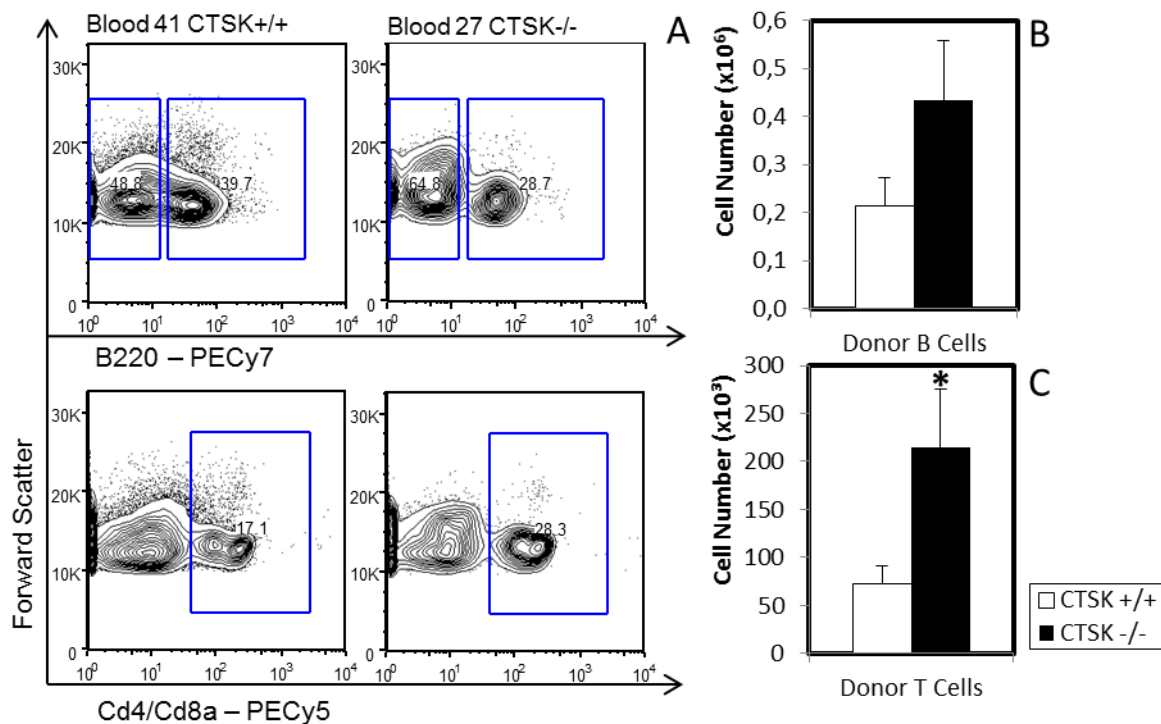 Blood 41 CTSK+/+
Blood 27 CTSK-/-
A
30K
20K
10K
0
48.8
39.7
10⁰ 10¹ 10² 10³ 10⁴
30K
20K
10K
0
64.8
28.7
10⁰ 10¹ 10² 10³ 10⁴
B220 – PECy7
30K
20K
10K
0
17.1
10⁰ 10¹ 10² 10³ 10⁴
30K
20K
10K
0
28.3
10⁰ 10¹ 10² 10³ 10⁴
Forward Scatter
Cd4/Cd8a – PECy5
B
Cell Number (x10⁶)
0,6
0,5
0,4
0,3
0,2
0,1
0,0
Donor B Cells
C
Cell Number (x10³)
300
250
200
150
100
50
0
*
Donor T Cells
CTSK +/+
CTSK -/-